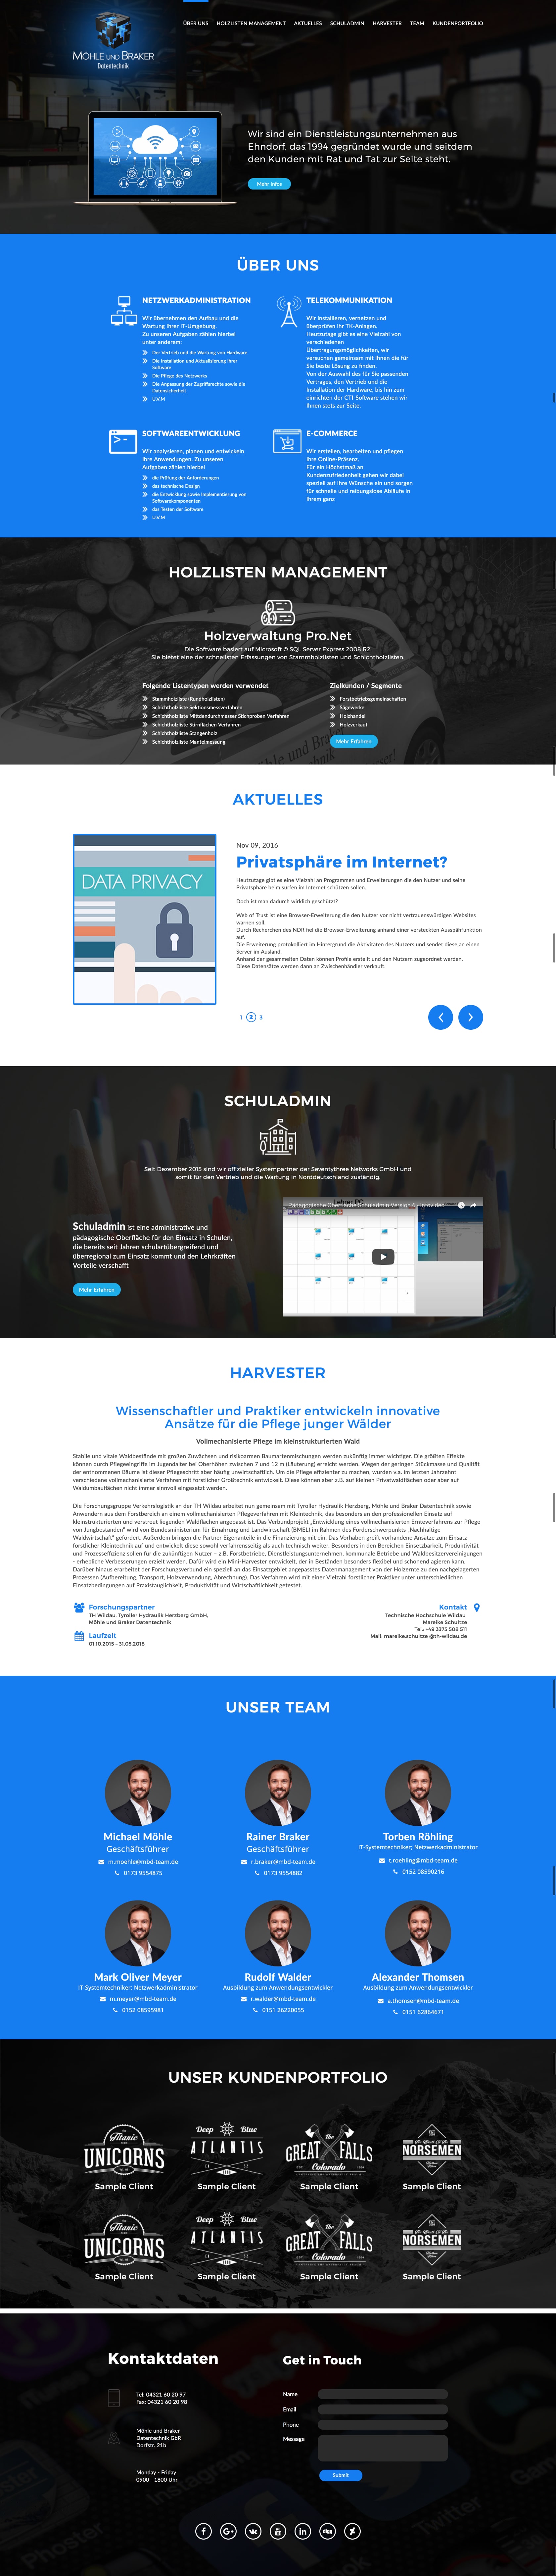 ÜBER UNS
HOLZLISTEN MANAGEMENT
AKTUELLES
SCHULADMIN
HARVESTER
TEAM
KUNDENPORTFOLIO
MÖHLE UND BRAKER
Datentechnik
Wir sind ein Dienstleistungsunternehmen aus
Ehndorf, das 1994 gegründet wurde und seitdem
den Kunden mit Rat und Tat zur Seite steht.
Mehr Infos
ÜBER UNS
NETZWERKADMINISTRATION
Wir übernehmen den Aufbau und die
Wartung Ihrer IT-Umgebung.
Zu unseren Aufgaben zählen hierbei
unter anderem:
Der Vertrieb und die Wartung von Hardware
Die Installation und Aktualisierung Ihrer
Software
Die Pflege des Netzwerks
Die Anpassung der Zugriffsrechte sowie die
Datensicherheit
U.V.M
TELEKOMMUNIKATION
Wir installieren, vernetzen und
überprüfen Ihr TK-Anlagen.
Heutzutage gibt es eine Vielzahl von
verschiedenen
Übertragungsmöglichkeiten, wir
versuchen gemeinsam mit Ihnen die für
Sie beste Lösung zu finden.
Von der Auswahl des für Sie passenden
Vertrages, den Vertrieb und die
Installation der Hardware, bis hin zum
einrichten der CTI-Software stehen wir
Ihnen stets zur Seite.
SOFTWAREENTWICKLUNG
Wir analysieren, planen und entwickeln
Ihre Anwendungen. Zu unseren
Aufgaben zählen hierbei
die Prüfung der Anforderungen
das technische Design
die Entwicklung sowie Implementierung von
Softwarekomponenten
das Testen der Software
U.V.M
E-COMMERCE
Wir erstellen, bearbeiten und pflegen
Ihre Online-Präsenz.
Für ein Höchstmaß an
Kundenzufriedenheit gehen wir dabei
speziell auf Ihre Wünsche ein und sorgen
für schnelle und reibungslose Abläufe in
Ihrem ganz
HOLZLISTEN MANAGEMENT
Holzverwaltung Pro.Net
Die Software basiert auf Microsoft © SQL Server Express 2008 R2.
Sie bietet eine der schnellsten Erfassungen von Stammholzlisten und Schichtholzlisten.
Folgende Listentypen werden verwendet
Stammholzliste (Rundholzlisten)
Schichtholzliste Sektionsmessverfahren
Schichtholzliste Mittdendurchmesser Stichproben Verfahren
Schichtholzliste Stirnflächen Verfahren
Schichtholzliste Stangenholz
Schichtholzliste Mantelmessung
Zielkunden / Segmente
Forstbetriebsgemeinschaften
Sägewerke
Holzhandel
Holzverkauf
Mehr Erfahren
AKTUELLES
DATA PRIVACY
Nov 09, 2016
Privatsphäre im Internet?
Heutzutage gibt es eine Vielzahl an Programmen und Erweiterungen die den Nutzer und seine
Privatsphäre beim surfen im Internet schützen sollen.
Doch ist man dadurch wirklich geschützt?
Web of Trust ist eine Browser-Erweiterung die den Nutzer vor nicht vertrauenswürdigen Websites
warnen soll.
Durch Recherchen des NDR fiel die Browser-Erweiterung anhand einer versteckten Ausspähfunktion
auf.
Die Erweiterung protokolliert im Hintergrund die Aktivitäten des Nutzers und sendet diese an einen
Server im Ausland.
Anhand der gesammelten Daten können Profile erstellt und den Nutzern zugeordnet werden.
Diese Datensätze werden dann an Zwischenhändler verkauft.
1 2 3
SCHULADMIN
Seit Dezember 2015 sind wir offizieller Systempartner der Seventythree Networks GmbH und
somit für den Vertrieb und die Wartung in Norddeutschland zuständig.
Schuladmin ist eine administrative und
pädagogische Oberfläche für den Einsatz in Schulen,
die bereits seit Jahren schulartübergreifend und
überregional zum Einsatz kommt und den Lehrkräften
Vorteile verschafft
Mehr Erfahren
Lehrer PC
Pädagogische Oberfläche Schuladmin Version 6 - Infovideo
HARVESTER
Wissenschaftler und Praktiker entwickeln innovative
Ansätze für die Pflege junger Wälder
Vollmechanisierte Pflege im kleinstrukturierten Wald
Stabile und vitale Waldbestände mit großen Zuwächsen und risikoarmen Baumartenmischungen werden zukünftig immer wichtiger. Die größten Effekte
können durch Pflegeeingriffe im Jugendalter bei Oberhöhen zwischen 7 und 12 m (Läuterung) erreicht werden. Wegen der geringen Stückmasse und Qualität
der entnommenen Bäume ist dieser Pflegeschritt aber häufig unwirtschaftlich. Um die Pflege effizienter zu machen, wurden v.a. im letzten Jahrzehnt
verschiedene vollmechanisierte Verfahren mit forstlicher Großtechnik entwickelt. Diese können aber z.B. auf kleinen Privatwaldflächen oder aber auf
Waldumbauflächen nicht immer sinnvoll eingesetzt werden.
Die Forschungsgruppe Verkehrslogistik an der TH Wildau arbeitet nun gemeinsam mit Tyroller Hydraulik Herzberg, Möhle und Braker Datentechnik sowie
Anwendern aus dem Forstbereich an einem vollmechanisierten Pflegeverfahren mit Kleintechnik, das besonders an den professionellen Einsatz auf
kleinstrukturierten bzw. engen Abständen liegenden Waldflächen angepasst ist. Das Verbundprojekt „Entwicklung eines vollmechanisierten Ernteverfahrens zur Pflege
von Jungbeständen“ wird von Bundesministerium für Ernährung und Landwirtschaft (BMEL) im Rahmen des Förderschwerpunkts „Nachhaltige
Waldwirtschaft“ gefördert. Außerdem bringen die Partner Eigenanteile in die Finanzierung mit ein. Das Vorhaben greift vorhandene Ansätze zum Einsatz
forstlicher Kleintechnik auf und entwickelt diese sowohl verfahrensseitig als auch technisch weiter. Besonders in den Bereichen Einsetzbarkeit, Produktivität
und Prozesseffizienz sollen für die zukünftigen Nutzer – z.B. Forstbetriebe, Dienstleistungsunternehmen, kommunale Betriebe und Waldbesitzervereinigungen
- erhebliche Verbesserungen erzielt werden. Dafür wird ein Mini-Harvester entwickelt, der in Beständen besonders flexibel und schonend agieren kann.
Darüber hinaus erarbeitet der Forschungsverbund ein speziell an das Einsatzgebiet angepasstes Datenmanagement von der Holzernte zu den nachgelagerten
Prozessen (Aufbereitung, Transport, Holzverwendung, Abrechnung). Das Verfahren wird mit einer Vielzahl forstlicher Praktiker unter unterschiedlichen
Einsatzbedingungen auf Praxistauglichkeit, Produktivität und Wirtschaftlichkeit getestet.
Forschungspartner
TH Wildau, Tyroller Hydraulik Herzberg GmbH,
Möhle und Braker Datentechnik
Laufzeit
01.10.2015 – 31.05.2018
Kontakt
Technische Hochschule Wildau
Mareike Schultze
Tel.: +49 3375 508 511
Mail: mareike.schultze @th-wildau.de
UNSER TEAM
Michael Möhle
Geschäftsführer
m.moehle@mbd-team.de
0173 9554875
Rainer Braker
Geschäftsführer
r.braker@mbd-team.de
0173 9554882
Torben Röhling
IT-Systemtechniker; Netzwerkadministrator
t.roehling@mbd-team.de
0152 08590216
Mark Oliver Meyer
IT-Systemtechniker; Netzwerkadministrator
m.meyer@mbd-team.de
0152 08595981
Rudolf Walder
Ausbildung zum Anwendungsentwickler
r.walder@mbd-team.de
0151 26220055
Alexander Thomsen
Ausbildung zum Anwendungsentwickler
a.thomsen@mbd-team.de
0151 62864671
UNSER KUNDENPORTFOLIO
Titanic
UNICORNS
Sample Client
Deep Blue
ATLANTIS
Sample Client
The
GREAT FALLS
Colorado
Sample Client
NORSEMEN
Sample Client
Titanic
UNICORNS
Sample Client
Deep Blue
ATLANTIS
Sample Client
The
GREAT FALLS
Colorado
Sample Client
NORSEMEN
Sample Client
Kontaktdaten
Tel: 04321 60 20 97
Fax: 04321 60 20 98
Möhle und Braker
Datentechnik GbR
Dorfstr. 21b
Monday - Friday
0900 - 1800 Uhr
Get in Touch
Name
Email
Phone
Message
Submit